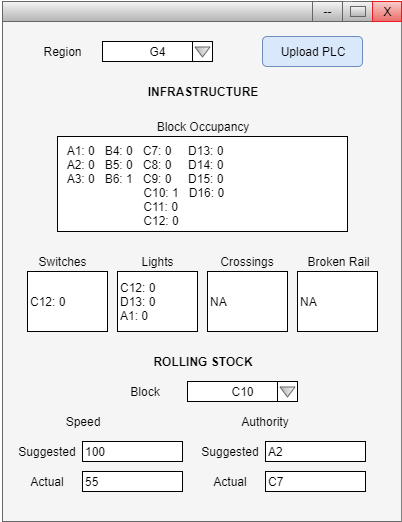 -- X
Region G4 Upload PLC
INFRASTRUCTURE
Block Occupancy
A1: 0 B4: 0 C7: 0 D13: 0
A2: 0 B5: 0 C8: 0 D14: 0
A3: 0 B6: 1 C9: 0 D15: 0
C10: 1 D16: 0
C11: 0
C12: 0
Switches Lights Crossings Broken Rail
C12: 0
C12: 0
D13: 0
A1: 0
NA
NA
ROLLING STOCK
Block C10
Speed Authority
Suggested 100 Suggested A2
Actual 55 Actual C7